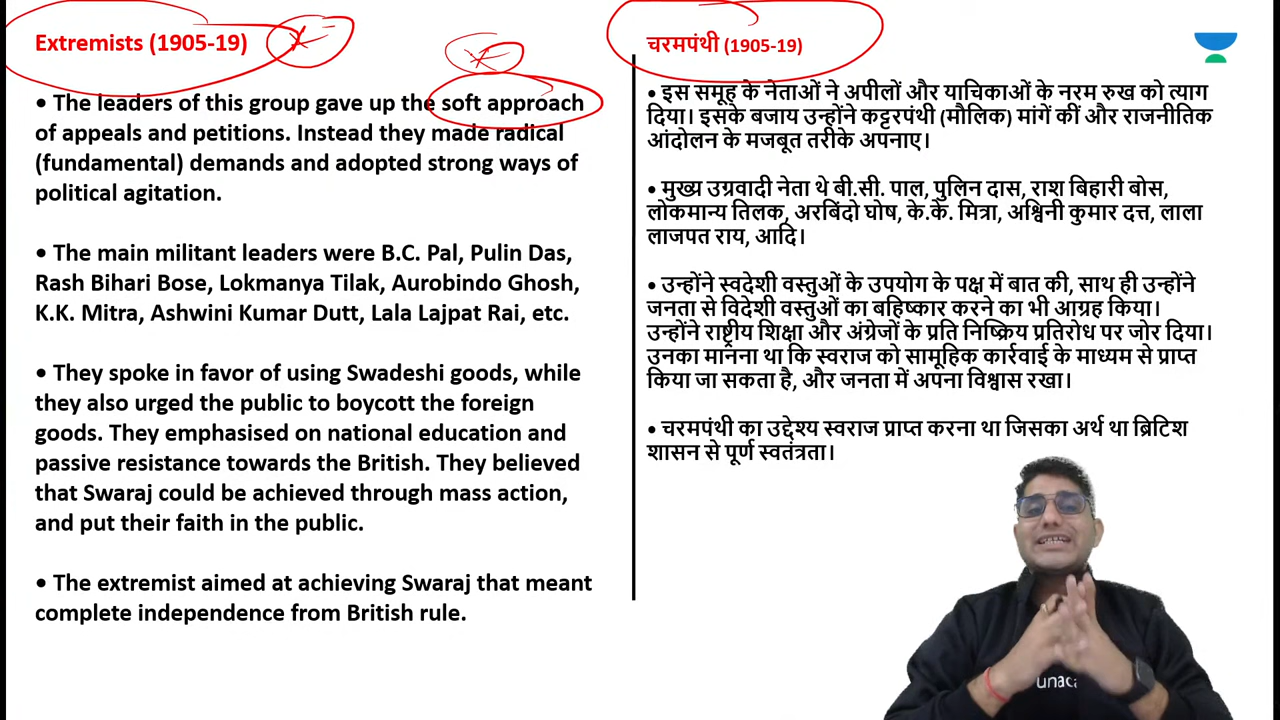 Extremists (1905-19)
• The leaders of this group gave up the soft approach
of appeals and petitions. Instead they made radical
(fundamental) demands and adopted strong ways of
political agitation.
• The main militant leaders were B.C. Pal, Pulin Das,
Rash Bihari Bose, Lokmanya Tilak, Aurobindo Ghosh,
K.K. Mitra, Ashwini Kumar Dutt, Lala Lajpat Rai, etc.
• They spoke in favor of using Swadeshi goods, while
they also urged the public to boycott the foreign
goods. They emphasised on national education and
passive resistance towards the British. They believed
that Swaraj could be achieved through mass action,
and put their faith in the public.
• The extremist aimed at achieving Swaraj that meant
complete independence from British rule.
चरमपंथी (1905-19)
• इस समूह के नेताओं ने अपीलों और याचिकाओं के नरम रुख को त्याग
दिया। इसके बजाय उन्होंने कट्टरपंथी (मौलिक) मांगें कीं और राजनीतिक
आंदोलन के मजबूत तरीके अपनाए।
• मुख्य उग्रवादी नेता थे बी.सी. पाल, पुलिन दास, राश बिहारी बोस,
लोकमान्य तिलक, अरबिंदो घोष, के.के. मित्रा, अश्विनी कुमार दत्त, लाला
लाजपत राय, आदि।
• उन्होंने स्वदेशी वस्तुओं के उपयोग के पक्ष में बात की, साथ ही उन्होंने
जनता से विदेशी वस्तुओं का बहिष्कार करने का भी आग्रह किया।
उन्होंने राष्ट्रीय शिक्षा और अंग्रेजों के प्रति निष्क्रिय प्रतिरोध पर जोर दिया।
उनका मानना था कि स्वराज को सामूहिक कार्रवाई के माध्यम से प्राप्त
किया जा सकता है, और जनता में अपना विश्वास रखा।
• चरमपंथी का उद्देश्य स्वराज प्राप्त करना था जिसका अर्थ था ब्रिटिश
शासन से पूर्ण स्वतंत्रता।
unaca